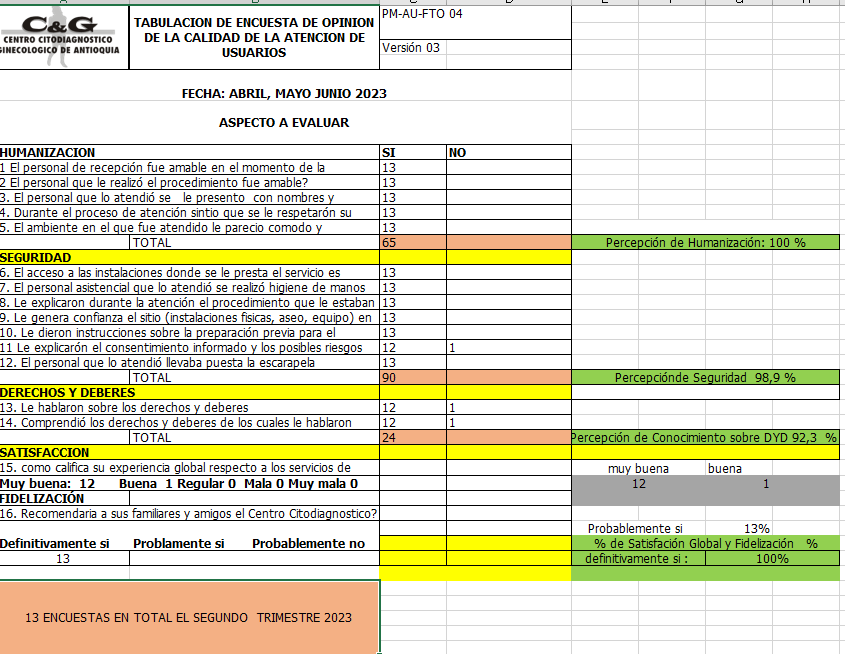 C&G
CENTRO CITODIAGNOSTICO
GINECOLOGICO DE ANTIOQUIA
TABULACION DE ENCUESTA DE OPINION
DE LA CALIDAD DE LA ATENCION DE
USUARIOS
PM-AU-FTO 04
Versión 03
FECHA: ABRIL, MAYO JUNIO 2023
ASPECTO A EVALUAR
HUMANIZACION SI NO
1 El personal de recepción fue amable en el momento de la 13
2 El personal que le realizó el procedimiento fue amable? 13
3. El personal que lo atendió se le presento con nombres y 13
4. Durante el proceso de atención sintio que se le respetarón su 13
5. El ambiente en el que fue atendido le parecio comodo y 13
TOTAL 65 Percepción de Humanización: 100 %
SEGURIDAD
6. El acceso a las instalaciones donde se le presta el servicio es 13
7. El personal asistencial que lo atendió se realizó higiene de manos 13
8. Le explicaron durante la atención el procedimiento que le estaban 13
9. Le genera confianza el sitio (instalaciones fisicas, aseo, equipo) en 13
10. Le dieron instrucciones sobre la preparación previa para el 13
11 Le explicarón el consentimiento informado y los posibles riesgos 12 1
12. El personal que lo atendió llevaba puesta la escarapela 13
TOTAL 90 Percepciónde Seguridad 98,9 %
DERECHOS Y DEBERES
13. Le hablaron sobre los derechos y deberes 12 1
14. Comprendió los derechos y deberes de los cuales le hablaron 12 1
TOTAL 24 Percepción de Conocimiento sobre DYD 92,3 %
SATISFACCION
15. como califica su experiencia global respecto a los servicios de muy buena buena
Muy buena: 12 Buena 1 Regular 0 Mala 0 Muy mala 0 12 1
FIDELIZACIÓN
16. Recomendaria a sus familiares y amigos el Centro Citodiagnostico?
Probablemente si 13%
Definitivamente si Problamente si Probablemente no % de Satisfación Global y Fidelización %
13 definitivamente si : 100%
13 ENCUESTAS EN TOTAL EL SEGUNDO TRIMESTRE 2023